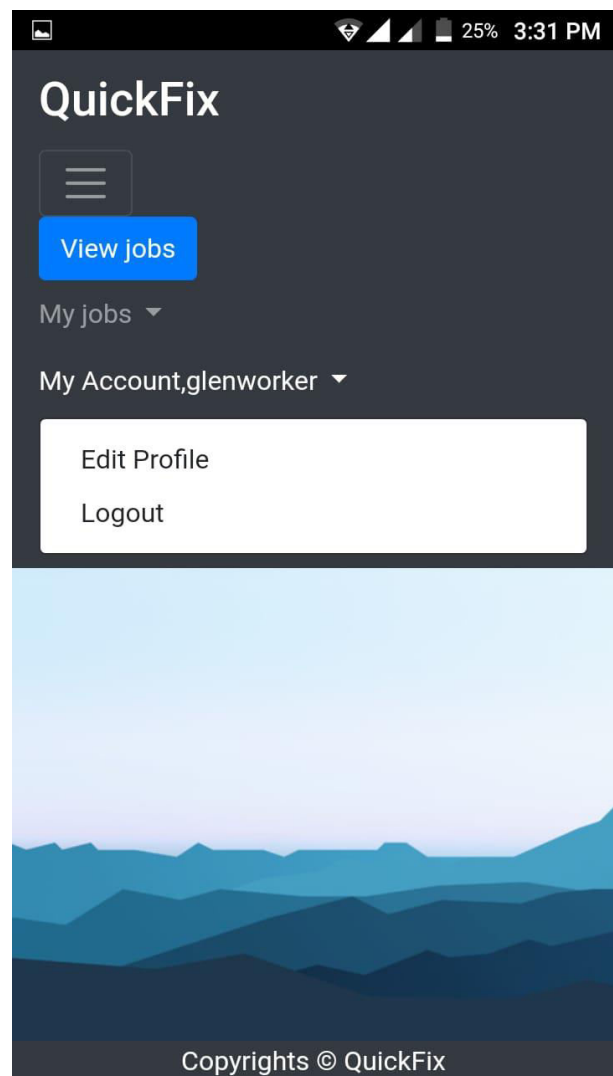 25% 3:31 PM
QuickFix
View jobs
My jobs
My Account,glenworker
Edit Profile
Logout
Copyrights © QuickFix